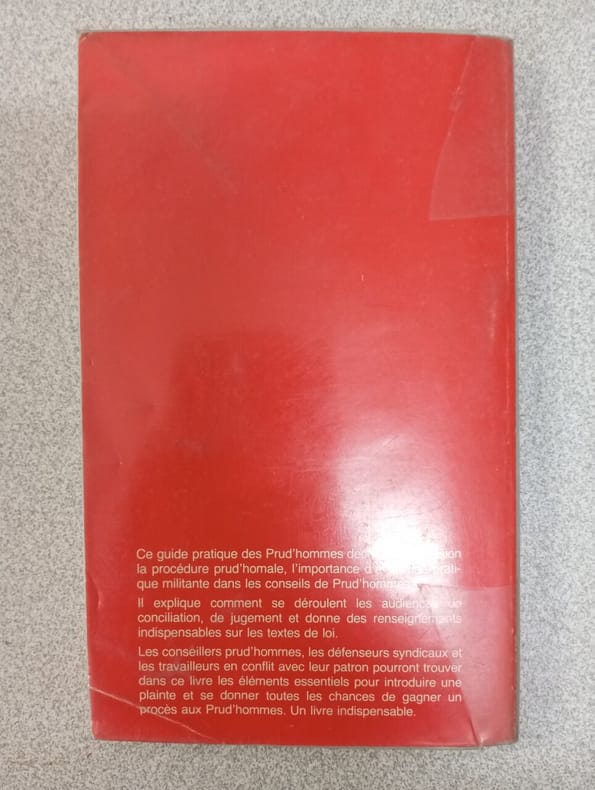 Ce guide pratique des Prud'hommes
la procédure prud'homale, l'importance
que militante dans les conseils de
Il explique comment se déroulent les audiences de
conciliation, de jugement et donne des renseignements
indispensables sur les textes de loi.
Les conseillers prud'hommes, les défenseurs syndicaux et
les travailleurs en conflit avec leur patron pourront trouver
dans ce livre les éléments essentiels pour introduire une
plainte et se donner toutes les chances de gagner un
procès aux Prud'hommes. Un livre indispensable.